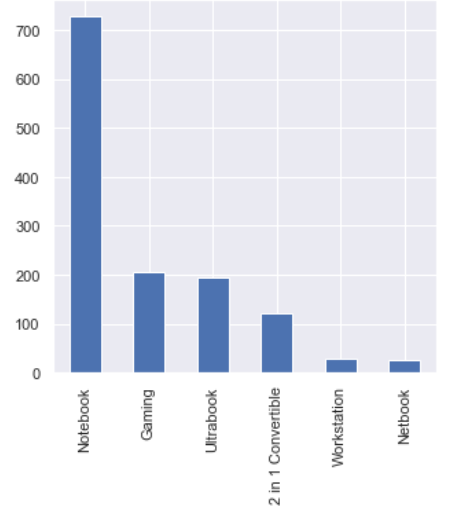 700
600
500
400
300
200
100
0
Notebook
Gaming
Ultrabook
2 in 1 Convertible
Workstation
Netbook